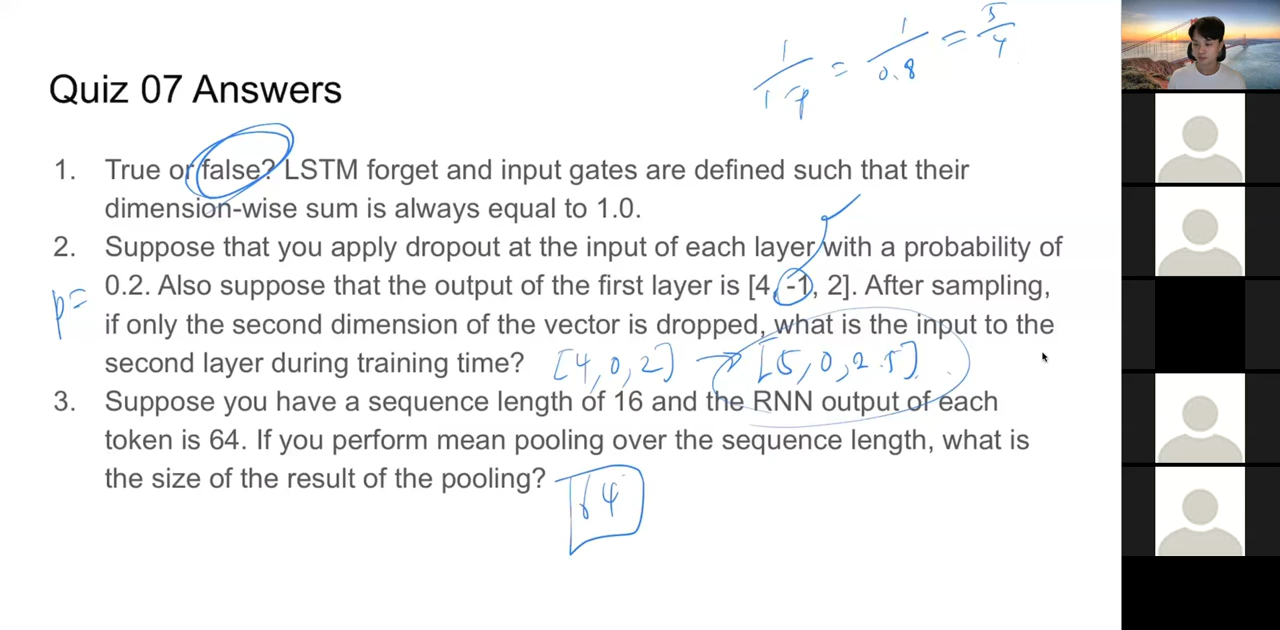 1/1-p = 1/0.8 = 5/4
Quiz 07 Answers
1. True or false? LSTM forget and input gates are defined such that their
dimension-wise sum is always equal to 1.0.
2. Suppose that you apply dropout at the input of each layer with a probability of
p=
0.2. Also suppose that the output of the first layer is [4, -1, 2]. After sampling,
if only the second dimension of the vector is dropped, what is the input to the
second layer during training time? [4, 0, 2] → [5, 0, 2.5]
3. Suppose you have a sequence length of 16 and the RNN output of each
token is 64. If you perform mean pooling over the sequence length, what is
the size of the result of the pooling? 64